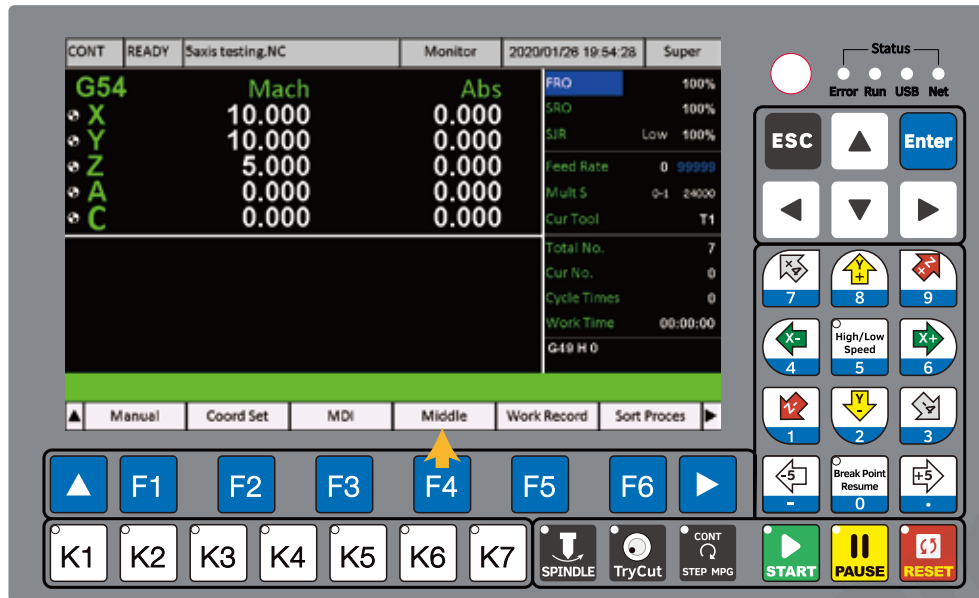 CONT READY 5axis testing.NC Monitor 2020/01/26 19:54:28 Super
G54 Mach Abs
X 10.000 0.000
Y 10.000 0.000
Z 5.000 0.000
A 0.000 0.000
C 0.000 0.000
FRO 100%
SRO 100%
SJR Low 100%
Feed Rate 0 99999
Mult S 0-1 24000
Cur Tool T1
Total No. 7
Cur No. 0
Cycle Times 0
Work Time 00:00:00
G49 H 0
Manual Coord Set MDI Middle Work Record Sort Proces
F1 F2 F3 F4 F5 F6
K1 K2 K3 K4 K5 K6 K7
SPINDLE
TryCut
CONT
STEP MPG
Status
Error Run USB Net
ESC Enter
7
Y
+
8
9
X-
4
High/Low
Speed
5
X+
6
1
Y
-
2
3
-5
-
Break Point
Resume
0
+5
.
START PAUSE RESET